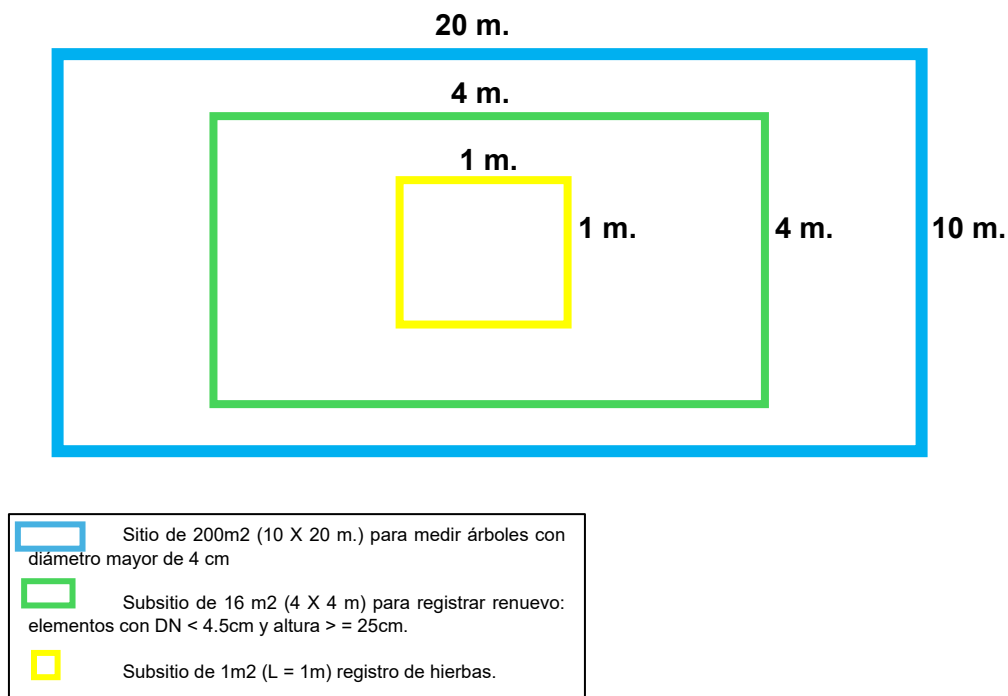 20 m.
4 m.
1 m.
1 m.
4 m.
10 m.
Sitio de 200m2 (10 X 20 m.) para medir árboles con
diámetro mayor de 4 cm
Subsitio de 16 m2 (4 X 4 m) para registrar renuevo:
elementos con DN < 4.5cm y altura > = 25cm.
Subsitio de 1m2 (L = 1m) registro de hierbas.